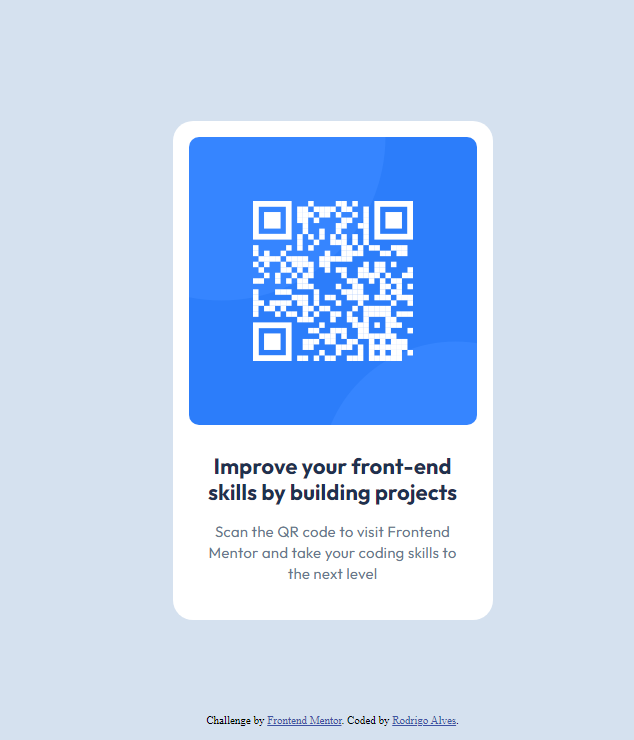 Improve your front-end
skills by building projects
Scan the QR code to visit Frontend
Mentor and take your coding skills to
the next level
Challenge by Frontend Mentor. Coded by Rodrigo Alves.